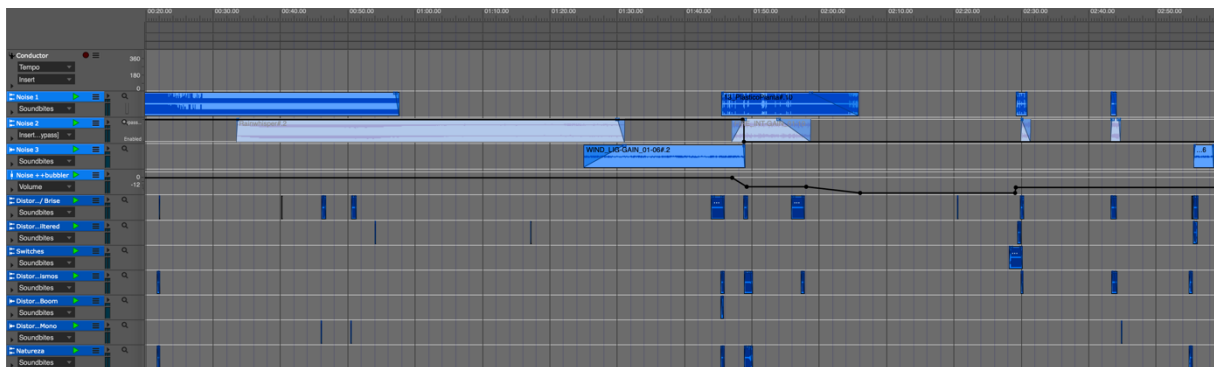 00:20.00 00:30.00 00:40.00 00:50.00 01:00.00 01:10.00 01:20.00 01:30.00 01:40.00 01:50.00 02:00.00 02:10.00 02:20.00 02:30.00 02:40.00 02:50.00
Conductor
360
Tempo
180
Insert
0
Noise 1
Soundbites
Noise 2
Insert...ypass]
Enabled
Noise 3
WIND_LIG-GAIN_01-06#.2
...6
Soundbites
Noise ++bubbler
0
Volume
-12
Distor.../ Brise
...
...
Soundbites
Distor...iltered
Soundbites
Switches
...
Soundbites
Distor...ismos
Soundbites
Distor...Boom
Soundbites
Distor...Mono
Soundbites
Natureza
Soundbites